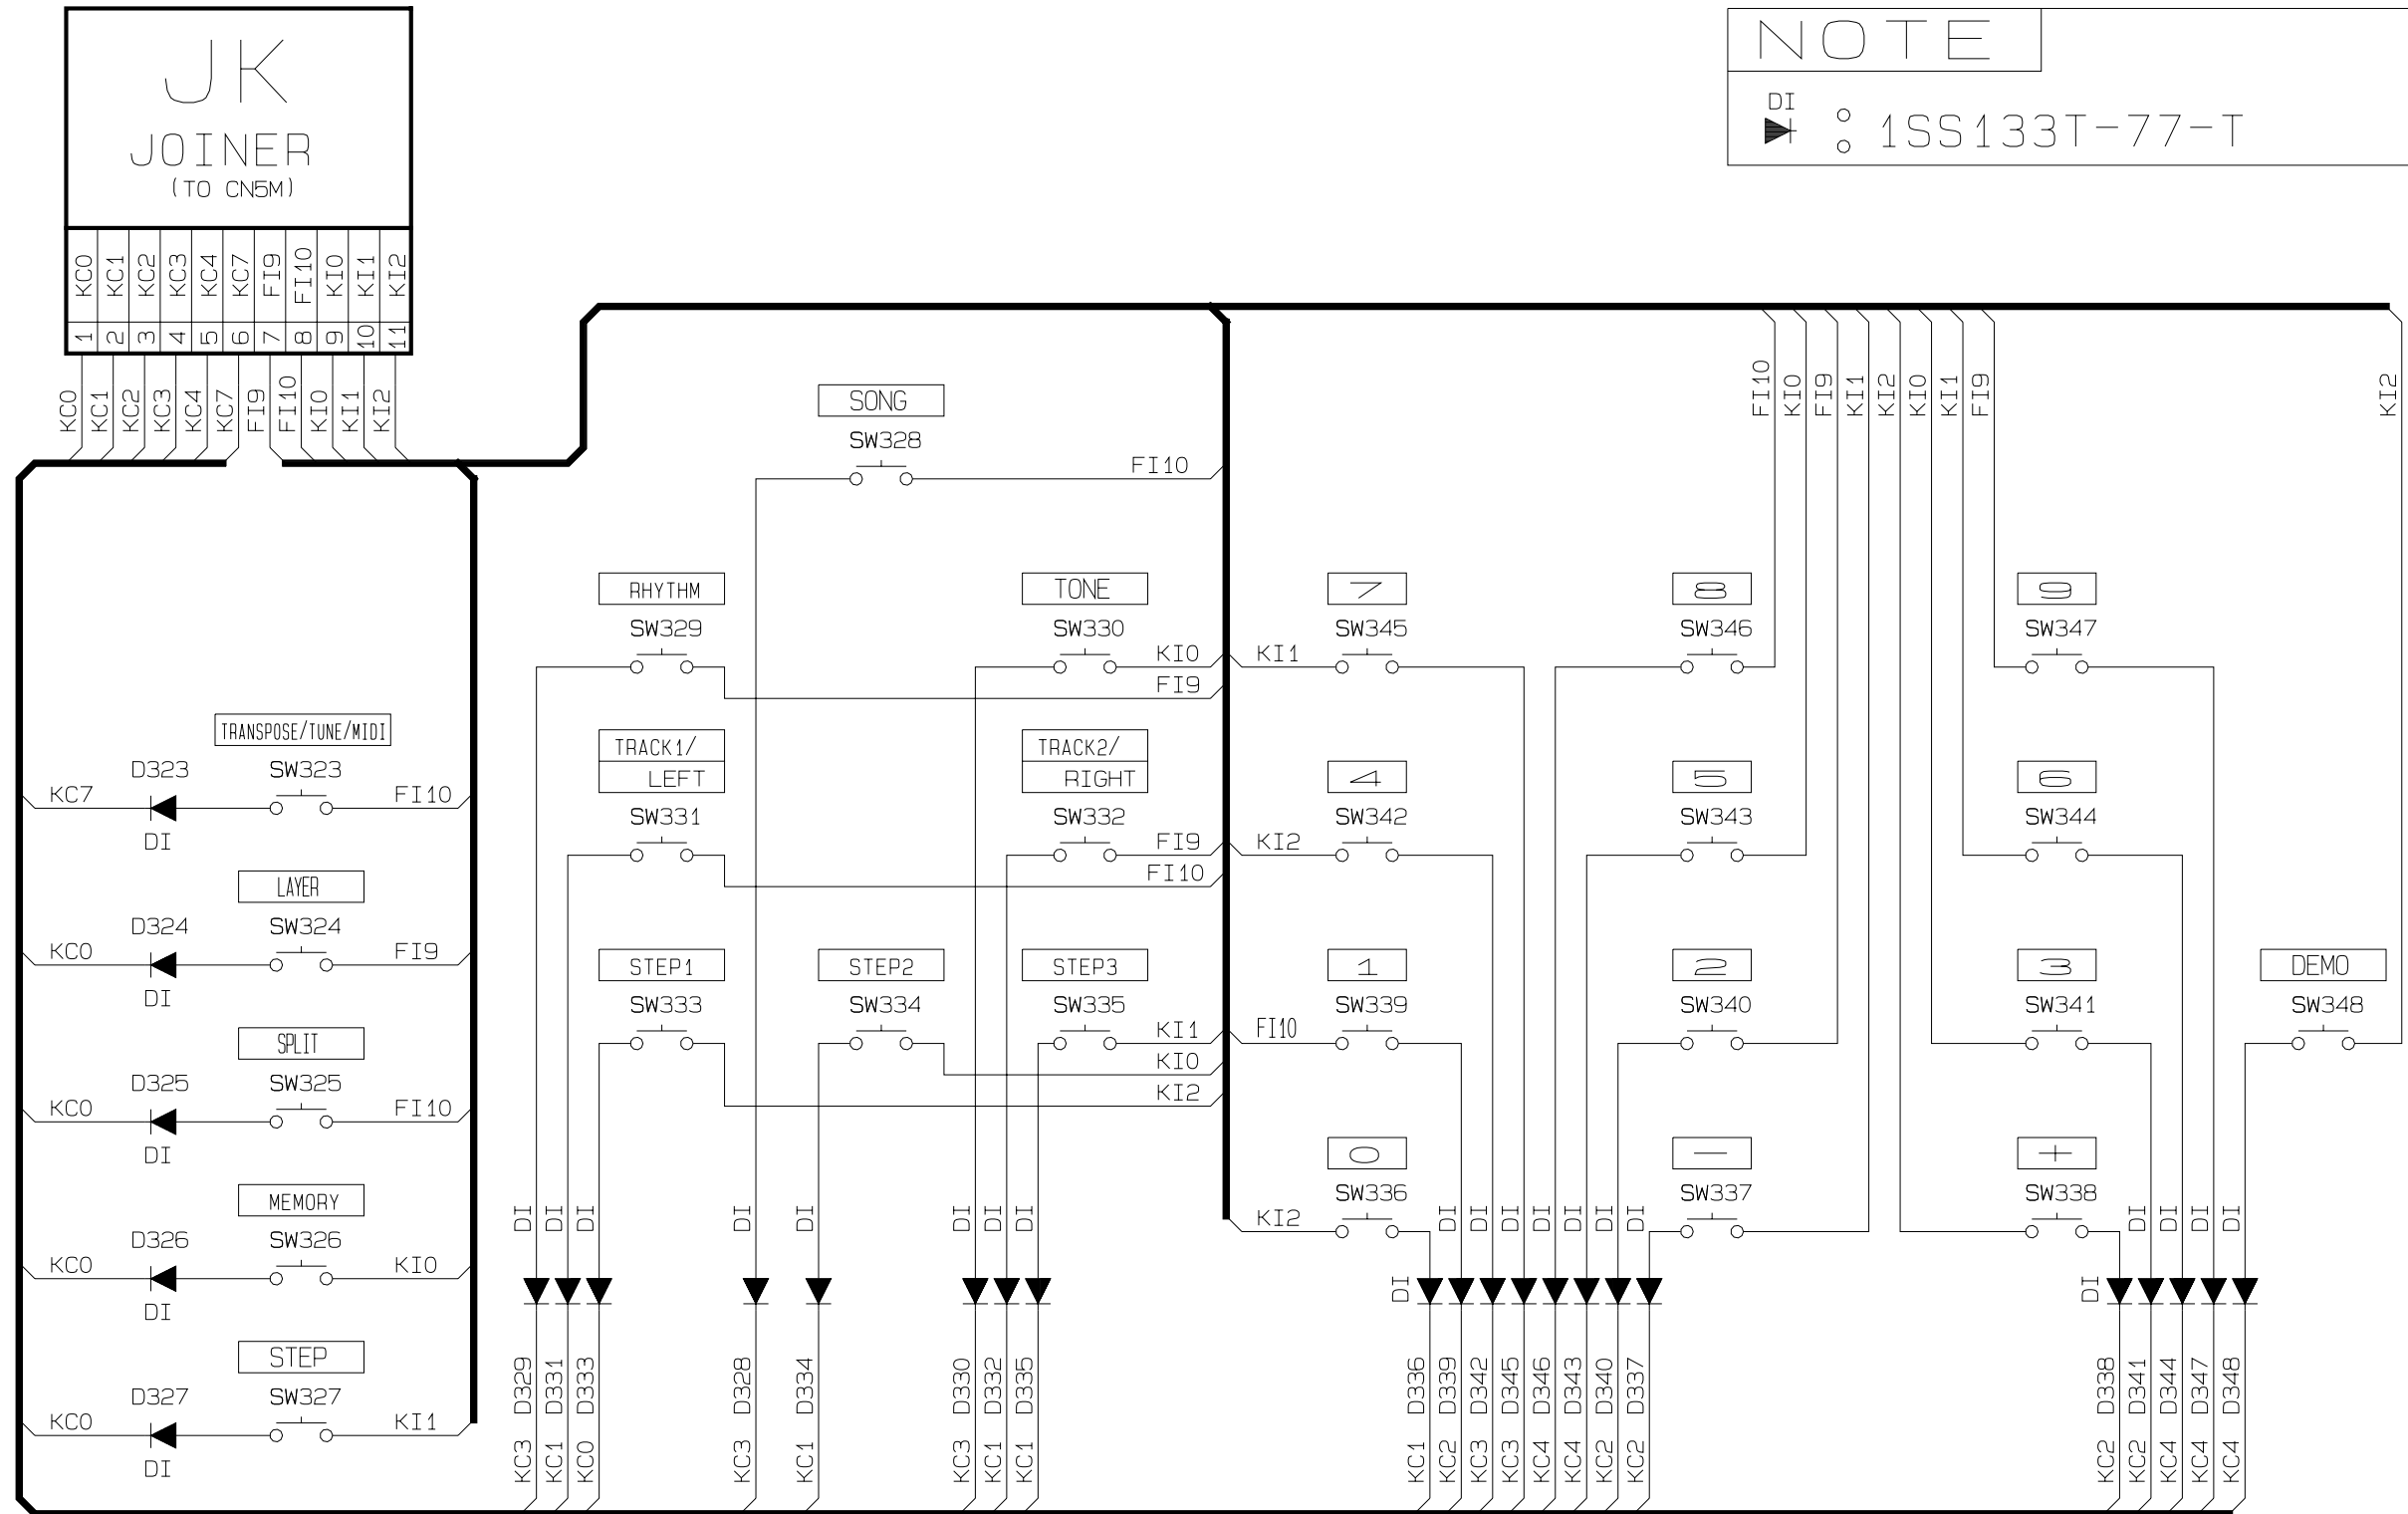 JK
JOINER
(TO CN5M)
KC0 KC1 KC2 KC3 KC4 KC7 FI9 FI10 KI0 KI1 KI2
1 2 3 4 5 6 7 8 9 10 11
KC0 KC1 KC2 KC3 KC4 KC7 FI9 FI10 KI0 KI1 KI2
NOTE
DI
: 1SS133T-77-T
FI10 KI0 FI9 KI1 KI2 KI0 KI1 FI9 KI2
TRANSPOSE/TUNE/MIDI
D323 SW323
KC7 FI10
DI
LAYER
D324 SW324
KC0 FI9
DI
SPLIT
D325 SW325
KC0 FI10
DI
MEMORY
D326 SW326
KC0 KI0
DI
STEP
D327 SW327
KC0 KI1
DI
SONG
SW328
FI10
RHYTHM TONE
SW329 SW330
KI0
FI9
TRACK1/ TRACK2/
LEFT RIGHT
SW331 SW332
FI9
FI10
STEP1 STEP2 STEP3
SW333 SW334 SW335
KI1
KI0
KI2
DI DI DI DI DI DI DI DI
D329 D331 D333 D328 D334 D330 D332 D335
KC3 KC1 KC0 KC3 KC1 KC3 KC1 KC1
7 8 9
SW345 SW346 SW347
KI1
4 5 6
SW342 SW343 SW344
KI2
1 2 3 DEMO
SW339 SW340 SW341 SW348
FI10
0 － +
SW336 SW337 SW338
KI2
DI DI DI DI DI DI DI DI DI DI DI DI DI
D336 D339 D342 D345 D346 D343 D340 D337 D338 D341 D344 D347 D348
KC1 KC2 KC3 KC3 KC4 KC4 KC2 KC2 KC2 KC2 KC4 KC4 KC4